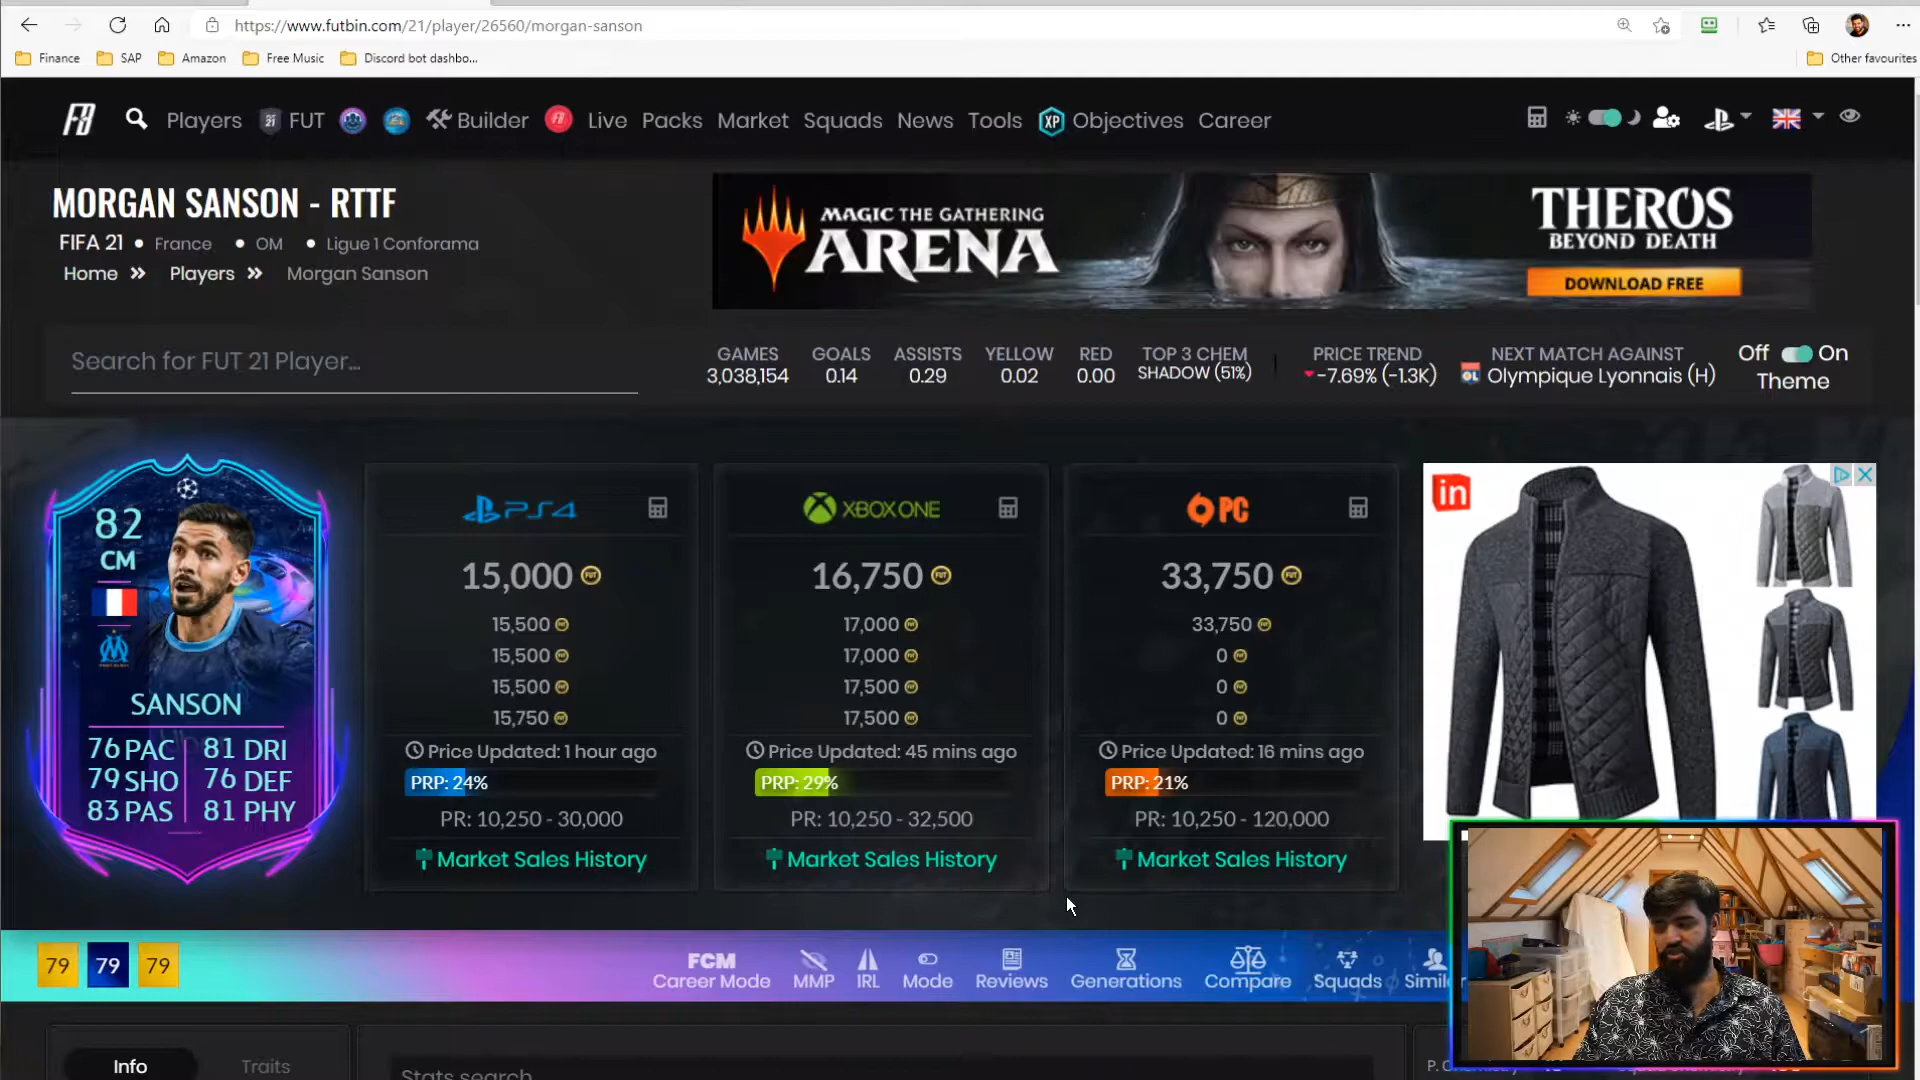 https://www.futbin.com/21/player/26560/morgan-sanson
Finance SAP Amazon Free Music Discord bot dashbo... Other favourites
Players FUT Builder Live Packs Market Squads News Tools XP Objectives Career
MORGAN SANSON - RTTF
FIFA 21 • France • OM • Ligue 1 Conforama
Home » Players » Morgan Sanson
MAGIC THE GATHERING
ARENA
THEROS
BEYOND DEATH
DOWNLOAD FREE
Search for FUT 21 Player...
GAMES GOALS ASSISTS YELLOW RED TOP 3 CHEM PRICE TREND NEXT MATCH AGAINST Off On
3,038,154 0.14 0.29 0.02 0.00 SHADOW (51%) -7.69% (-1.3K) Olympique Lyonnais (H) Theme
82
CM
SANSON
76 PAC 81 DRI
79 SHO 76 DEF
83 PAS 81 PHY
PS4
15,000
15,500
15,500
15,500
15,750
Price Updated: 1 hour ago
PRP: 24%
PR: 10,250 - 30,000
Market Sales History
XBOX ONE
16,750
17,000
17,000
17,500
17,500
Price Updated: 45 mins ago
PRP: 29%
PR: 10,250 - 32,500
Market Sales History
PC
33,750
33,750
0
0
0
Price Updated: 16 mins ago
PRP: 21%
PR: 10,250 - 120,000
Market Sales History
in
79 79 79
FCM
Career Mode MMP IRL Mode Reviews Generations Compare Squads Simil
Info Traits
Stats search